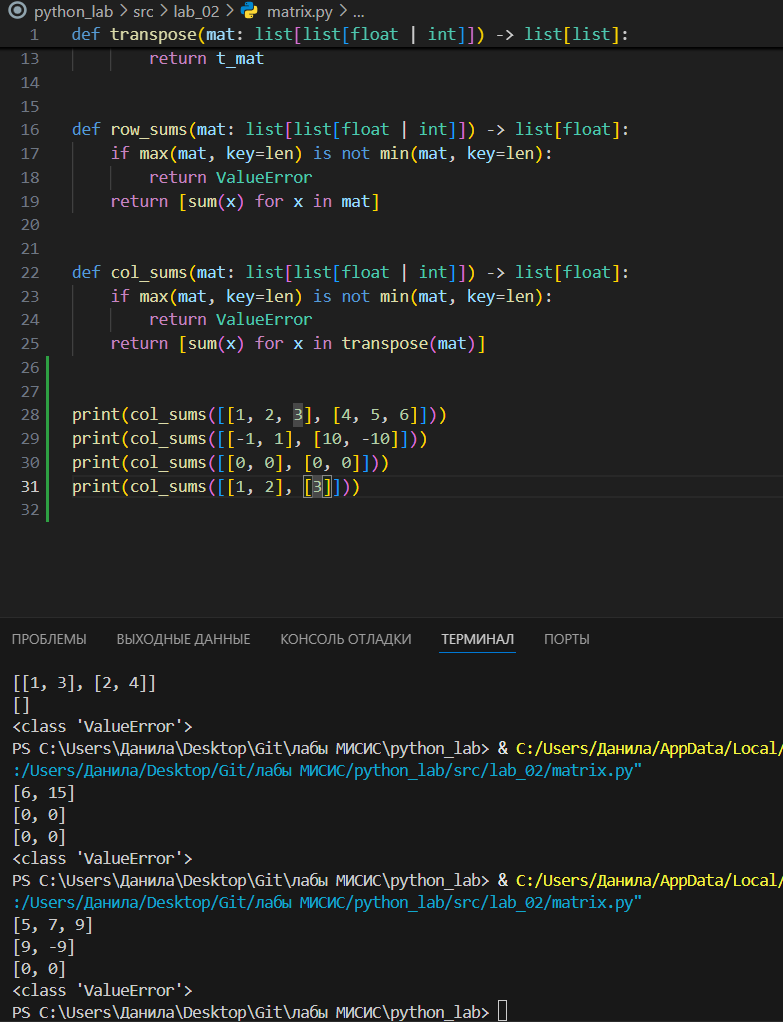 python_lab > src > lab_02 > matrix.py > ...
1 def transpose(mat: list[list[float | int]]) -> list[list]:
13         return t_mat
14
15
16 def row_sums(mat: list[list[float | int]]) -> list[float]:
17     if max(mat, key=len) is not min(mat, key=len):
18         return ValueError
19     return [sum(x) for x in mat]
20
21
22 def col_sums(mat: list[list[float | int]]) -> list[float]:
23     if max(mat, key=len) is not min(mat, key=len):
24         return ValueError
25     return [sum(x) for x in transpose(mat)]
26
27
28 print(col_sums([[1, 2, 3], [4, 5, 6]]))
29 print(col_sums([[-1, 1], [10, -10]]))
30 print(col_sums([[0, 0], [0, 0]]))
31 print(col_sums([[1, 2], [3]]))
32
ПРОБЛЕМЫ ВЫХОДНЫЕ ДАННЫЕ КОНСОЛЬ ОТЛАДКИ ТЕРМИНАЛ ПОРТЫ
[[1, 3], [2, 4]]
[]
<class 'ValueError'>
PS C:\Users\Данила\Desktop\Git\лабы МИСИС\python_lab> & C:/Users/Данила/AppData/Local/
:/Users/Данила/Desktop/Git/лабы МИСИС/python_lab/src/lab_02/matrix.py"
[6, 15]
[0, 0]
[0, 0]
<class 'ValueError'>
PS C:\Users\Данила\Desktop\Git\лабы МИСИС\python_lab> & C:/Users/Данила/AppData/Local/
:/Users/Данила/Desktop/Git/лабы МИСИС/python_lab/src/lab_02/matrix.py"
[5, 7, 9]
[9, -9]
[0, 0]
<class 'ValueError'>
PS C:\Users\Данила\Desktop\Git\лабы МИСИС\python_lab>